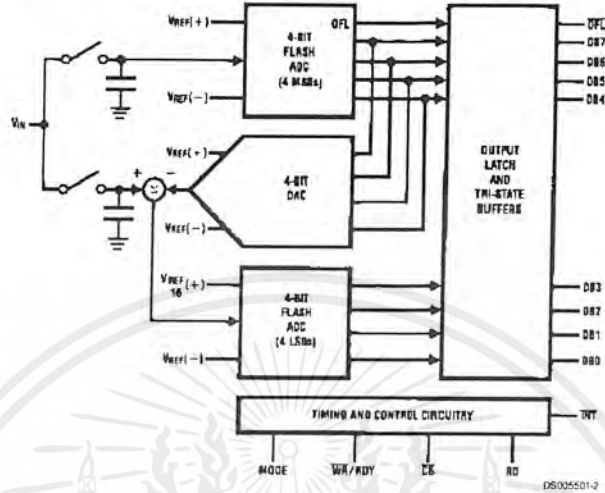 VREF(+)
4-BIT
FLASH
ADC
(4 MSBs)
OFL
VREF(−)
VIN
VREF(+)
4-BIT
DAC
VREF(−)
+
−
Σ
VREF(+)
16
4-BIT
FLASH
ADC
(4 LSBs)
VREF(−)
OUTPUT
LATCH
AND
TRI-STATE
BUFFERS
OFL
DB7
DB6
DB5
DB4
DB3
DB2
DB1
DB0
TIMING AND CONTROL CIRCUITRY
INT
MODE
WR/RDY
CS
RD
DS005501-2